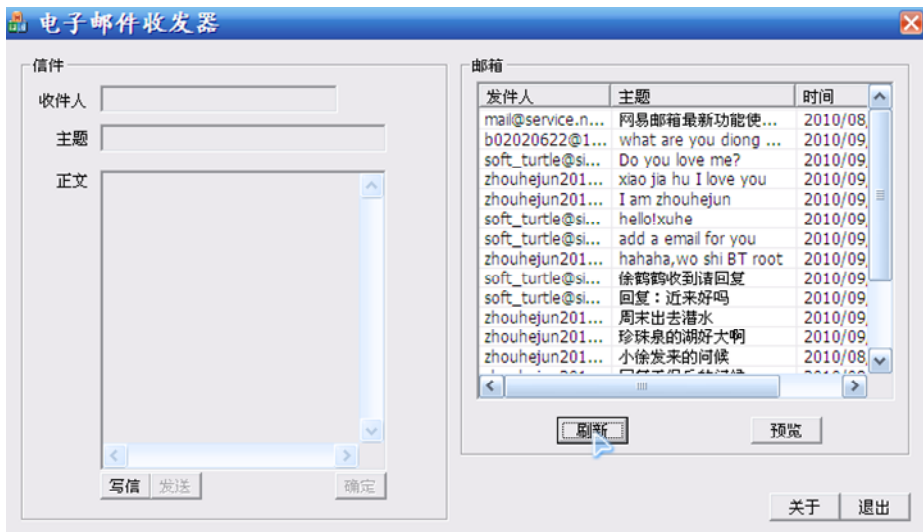 电子邮件收发器
信件
收件人
主题
正文
写信 发送 确定
邮箱
发件人 主题 时间
mail@service.n... 网易邮箱最新功能使... 2010/08,
b02020622@1... what are you diong ... 2010/09,
soft_turtle@si... Do you love me? 2010/09,
zhouhejun201... xiao jia hu I love you 2010/09,
zhouhejun201... I am zhouhejun 2010/09,
soft_turtle@si... hello!xuhe 2010/09,
soft_turtle@si... add a email for you 2010/09,
zhouhejun201... hahaha,wo shi BT root 2010/09,
soft_turtle@si... 徐鹤鹤收到请回复 2010/09,
soft_turtle@si... 回复：近来好吗 2010/09,
zhouhejun201... 周末出去潜水 2010/09,
zhouhejun201... 珍珠泉的湖好大啊 2010/09,
zhouhejun201... 小徐发来的问候 2010/08,
刷新 预览
关于 退出